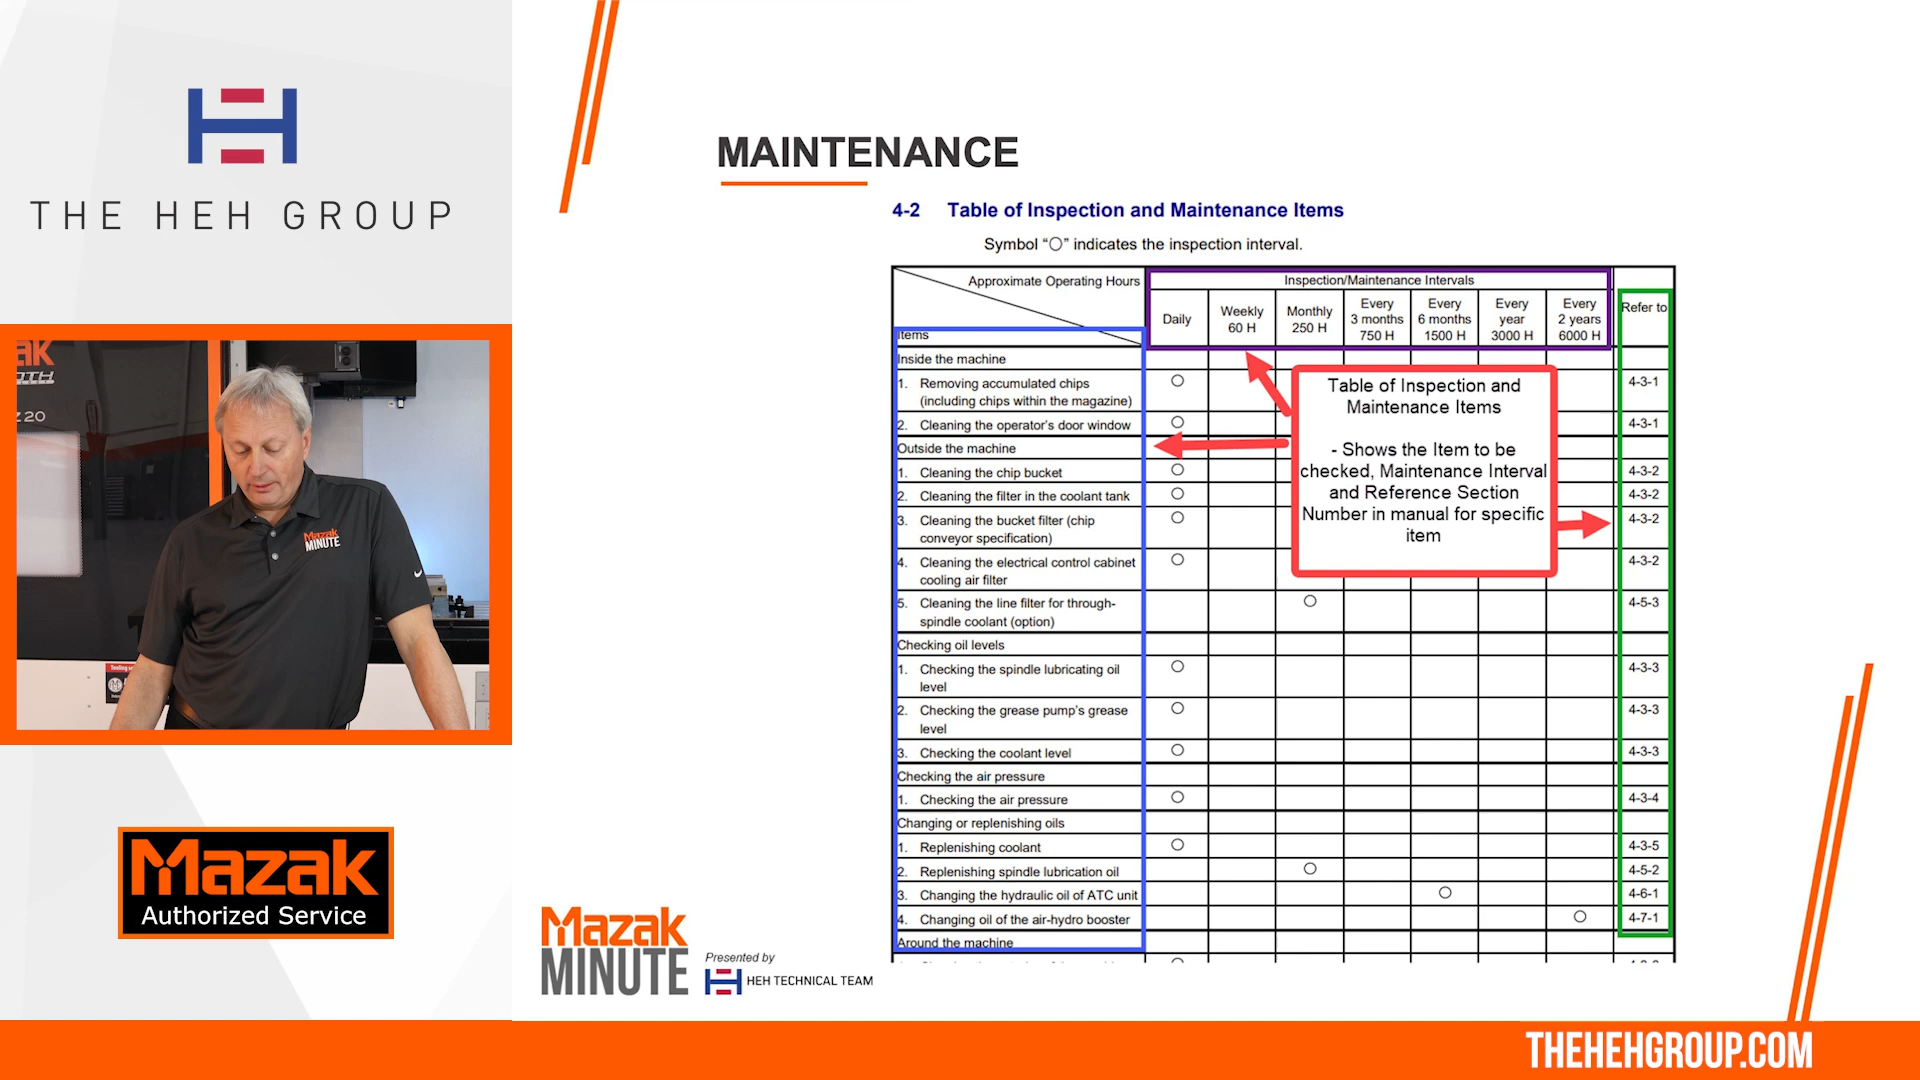 THE HEH GROUP
AK
OTH
Z 20
Mazak
MINUTE
Mazak
Authorized Service
MAINTENANCE
4-2 Table of Inspection and Maintenance Items
Symbol “○” indicates the inspection interval.
Approximate Operating Hours
Items
Inspection/Maintenance Intervals
Daily
Weekly
60 H
Monthly
250 H
Every
3 months
750 H
Every
6 months
1500 H
Every
year
3000 H
Every
2 years
6000 H
Refer to
Inside the machine
1. Removing accumulated chips
(including chips within the magazine)
○ 4-3-1
2. Cleaning the operator's door window ○ 4-3-1
Outside the machine
1. Cleaning the chip bucket ○ 4-3-2
2. Cleaning the filter in the coolant tank ○ 4-3-2
3. Cleaning the bucket filter (chip
conveyor specification)
○ 4-3-2
4. Cleaning the electrical control cabinet
cooling air filter
○ 4-3-2
5. Cleaning the line filter for through-
spindle coolant (option)
○ 4-5-3
Checking oil levels
1. Checking the spindle lubricating oil
level
○ 4-3-3
2. Checking the grease pump's grease
level
○ 4-3-3
3. Checking the coolant level ○ 4-3-3
Checking the air pressure
1. Checking the air pressure ○ 4-3-4
Changing or replenishing oils
1. Replenishing coolant ○ 4-3-5
2. Replenishing spindle lubrication oil ○ 4-5-2
3. Changing the hydraulic oil of ATC unit ○ 4-6-1
4. Changing oil of the air-hydro booster ○ 4-7-1
Around the machine
Table of Inspection and
Maintenance Items
- Shows the Item to be
checked, Maintenance Interval
and Reference Section
Number in manual for specific
item
Mazak
MINUTE
Presented by
HEH TECHNICAL TEAM
THEHEHGROUP.COM